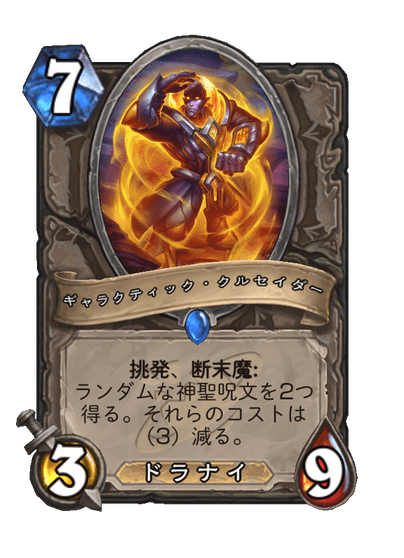 7
ギャラクティック・クルセイダー
挑発、断末魔:
ランダムな神聖呪文を2つ
得る。それらのコストは
（3）減る。
ドラナイ
3
9